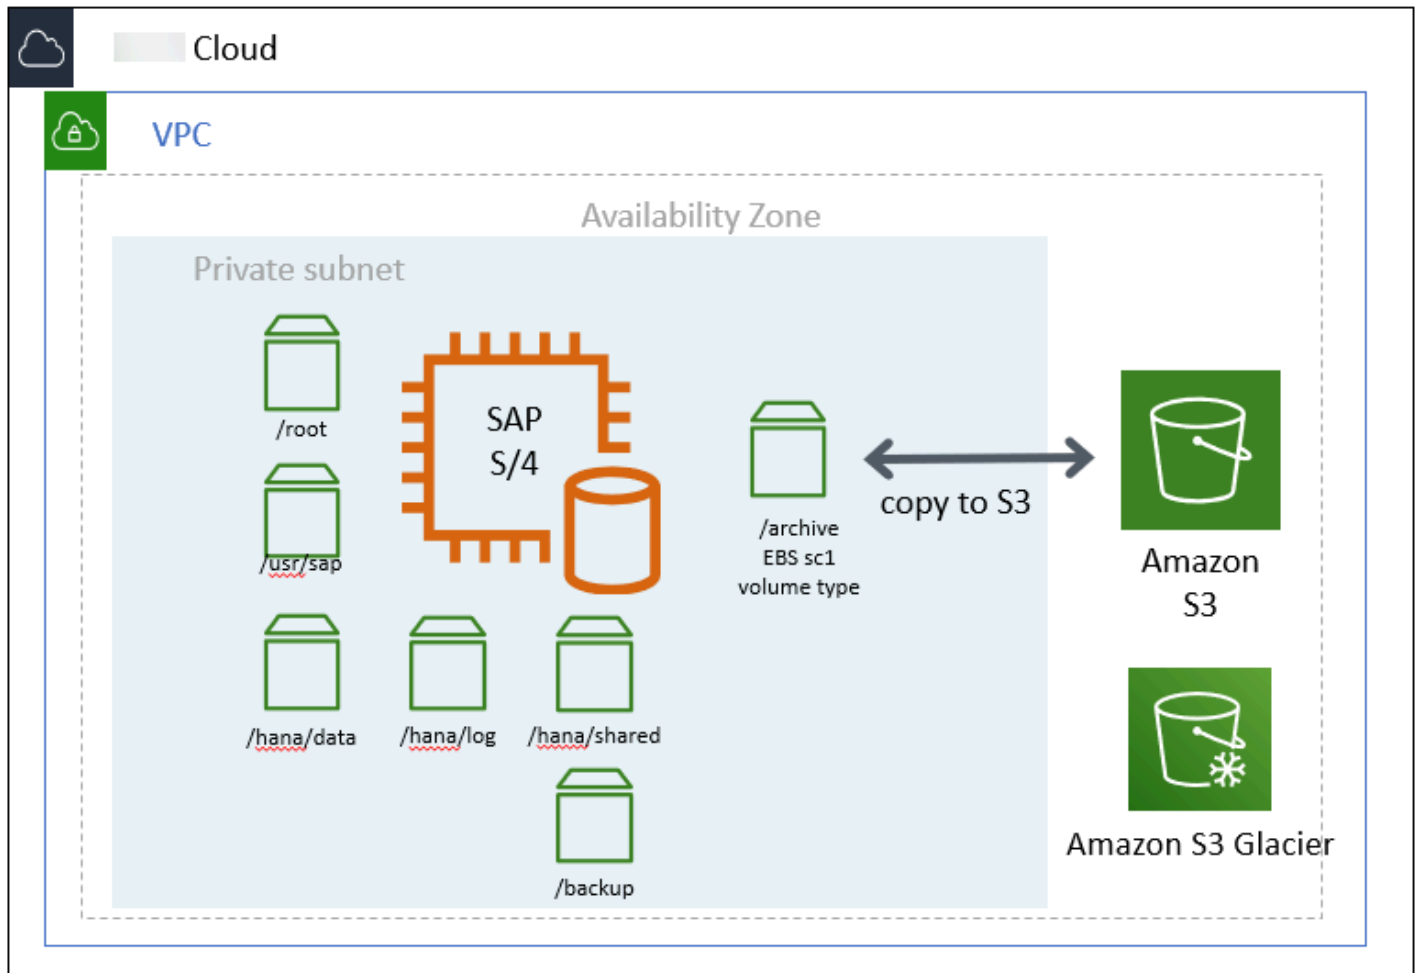 Cloud
VPC
Availability Zone
Private subnet
/root
SAP
S/4
/usr/sap
/archive
EBS sc1
volume type
copy to S3
Amazon
S3
/hana/data
/hana/log
/hana/shared
/backup
Amazon S3 Glacier